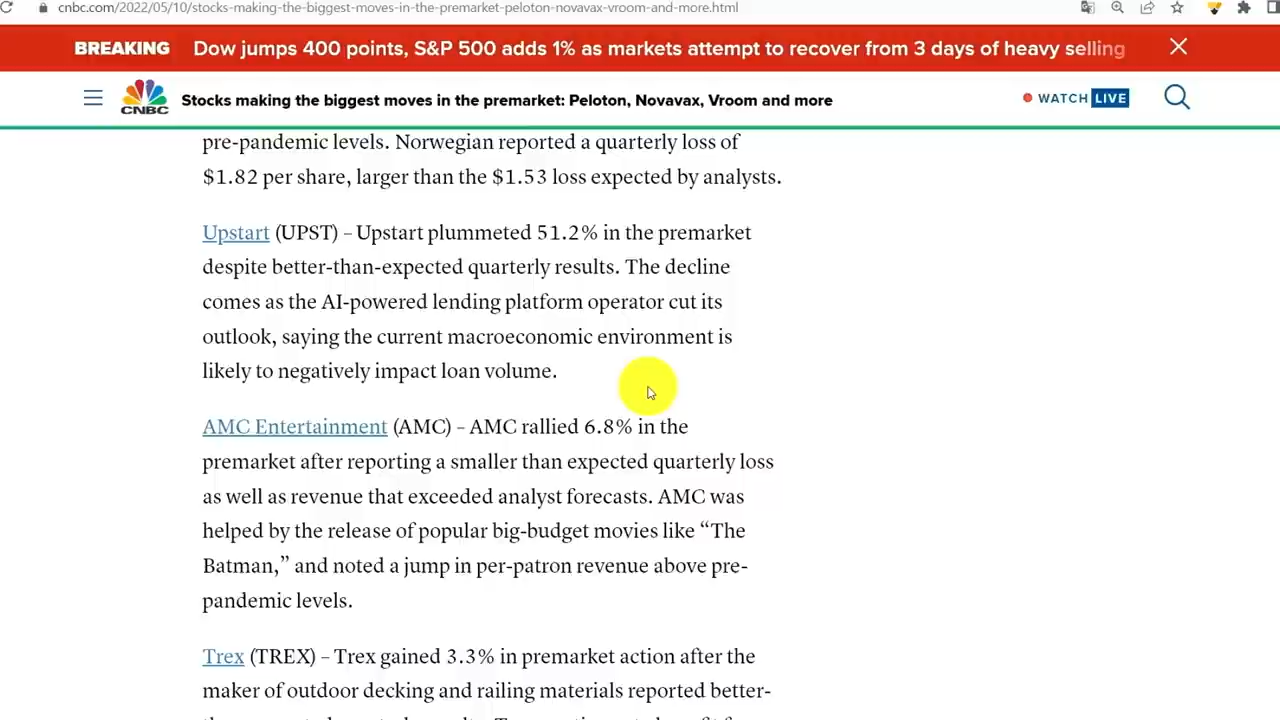 cnbc.com/2022/05/10/stocks-making-the-biggest-moves-in-the-premarket-peloton-novavax-vroom-and-more.html
BREAKING Dow jumps 400 points, S&P 500 adds 1% as markets attempt to recover from 3 days of heavy selling
CNBC Stocks making the biggest moves in the premarket: Peloton, Novavax, Vroom and more WATCH LIVE
pre-pandemic levels. Norwegian reported a quarterly loss of
$1.82 per share, larger than the $1.53 loss expected by analysts.
Upstart (UPST) – Upstart plummeted 51.2% in the premarket
despite better-than-expected quarterly results. The decline
comes as the AI-powered lending platform operator cut its
outlook, saying the current macroeconomic environment is
likely to negatively impact loan volume.
AMC Entertainment (AMC) – AMC rallied 6.8% in the
premarket after reporting a smaller than expected quarterly loss
as well as revenue that exceeded analyst forecasts. AMC was
helped by the release of popular big-budget movies like “The
Batman,” and noted a jump in per-patron revenue above pre-
pandemic levels.
Trex (TREX) – Trex gained 3.3% in premarket action after the
maker of outdoor decking and railing materials reported better-